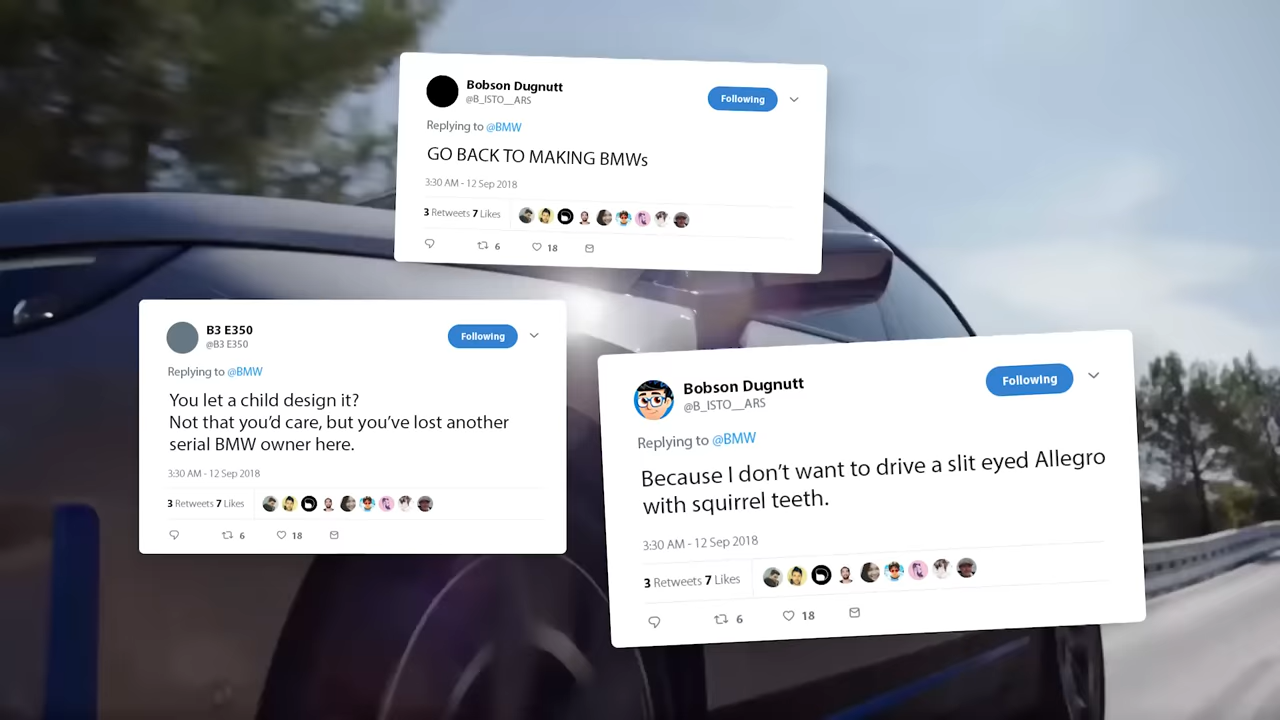 Bobson Dugnutt
@B_ISTO__ARS
Following
Replying to @BMW
GO BACK TO MAKING BMWs
3:30 AM - 12 Sep 2018
3 Retweets 7 Likes
6
18
B3 E350
@B3 E350
Following
Replying to @BMW
You let a child design it?
Not that you’d care, but you’ve lost another
serial BMW owner here.
3:30 AM - 12 Sep 2018
3 Retweets 7 Likes
6
18
Bobson Dugnutt
@B_ISTO__ARS
Following
Replying to @BMW
Because I don’t want to drive a slit eyed Allegro
with squirrel teeth.
3:30 AM - 12 Sep 2018
3 Retweets 7 Likes
6
18